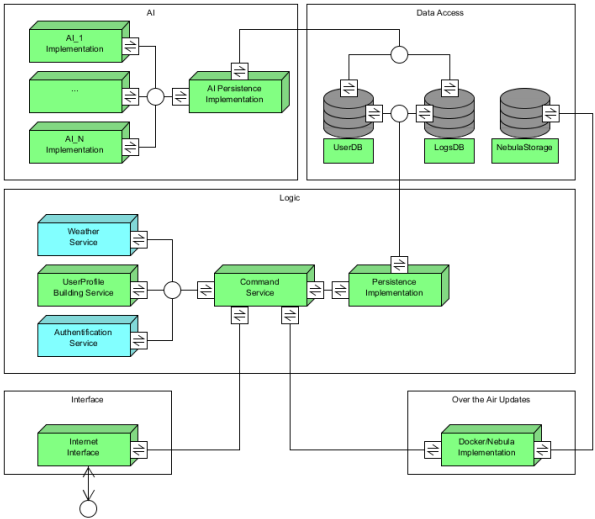 AI
AI_1
Implementation
...
AI_N
Implementation
AI Persistence
Implementation
Data Access
UserDB
LogsDB
NebulaStorage
Logic
Weather
Service
UserProfile
Building Service
Authentification
Service
Command
Service
Persistence
Implementation
Interface
Internet
Interface
Over the Air Updates
Docker/Nebula
Implementation